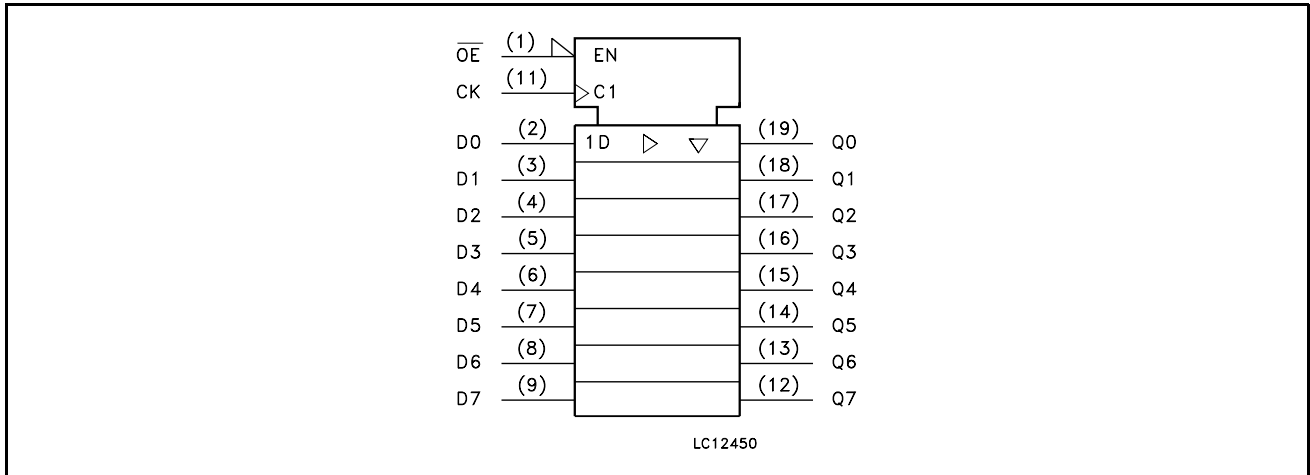 O̅E̅ (1) EN
CK (11) C1
D0 (2) 1D (19) Q0
D1 (3) (18) Q1
D2 (4) (17) Q2
D3 (5) (16) Q3
D4 (6) (15) Q4
D5 (7) (14) Q5
D6 (8) (13) Q6
D7 (9) (12) Q7
LC12450